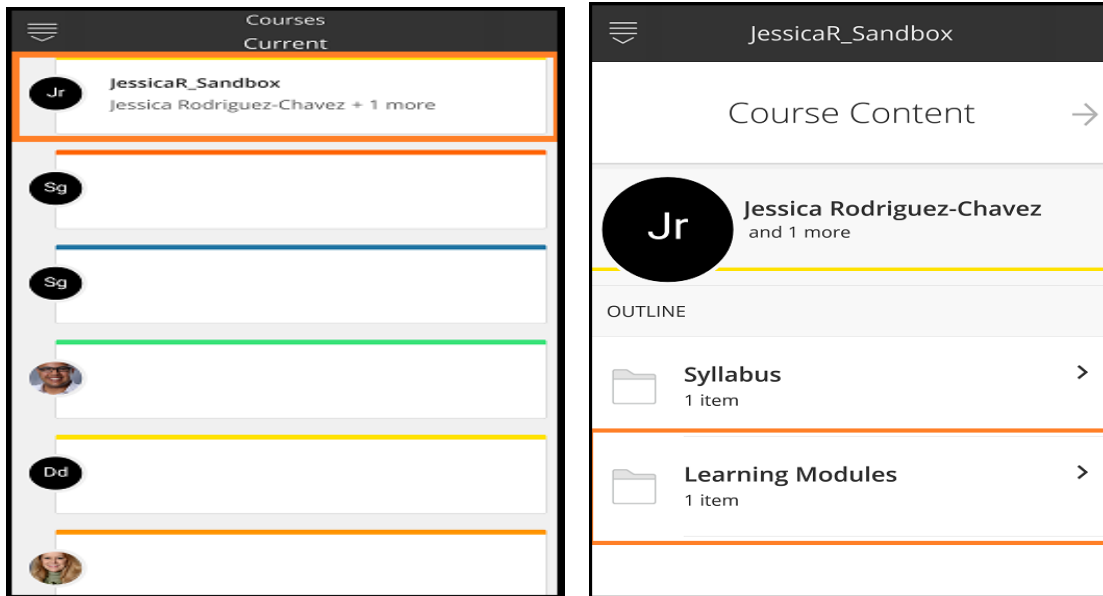 Courses
Current
Jr
JessicaR_Sandbox
Jessica Rodriguez-Chavez + 1 more
Sg
Sg
Dd
JessicaR_Sandbox
Course Content
Jr
Jessica Rodriguez-Chavez
and 1 more
OUTLINE
Syllabus
1 item
Learning Modules
1 item